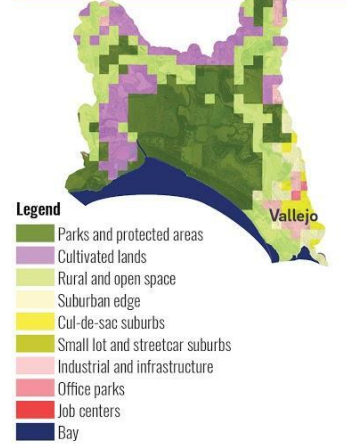 Vallejo
Legend
Parks and protected areas
Cultivated lands
Rural and open space
Suburban edge
Cul-de-sac suburbs
Small lot and streetcar suburbs
Industrial and infrastructure
Office parks
Job centers
Bay